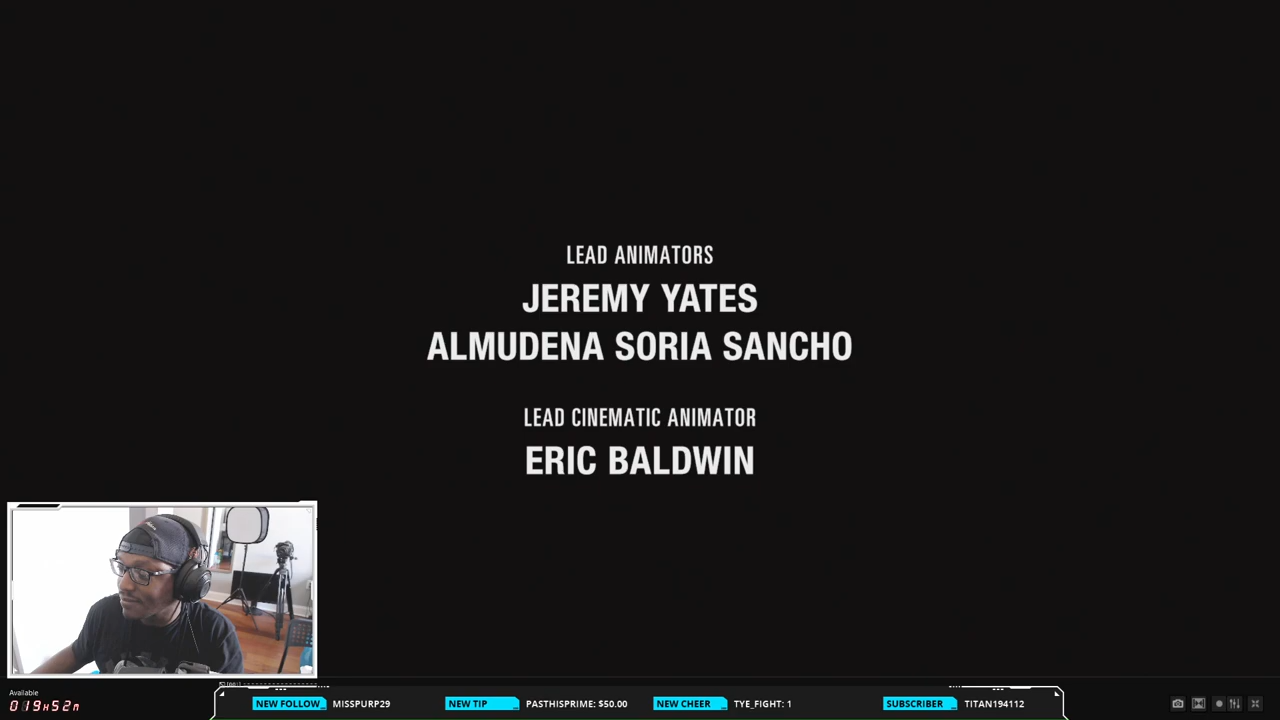 LEAD ANIMATORS
JEREMY YATES
ALMUDENA SORIA SANCHO
LEAD CINEMATIC ANIMATOR
ERIC BALDWIN
Available
019H52M
NEW FOLLOW MISSPURP29 NEW TIP PASTHISPRIME: $50.00 NEW CHEER TYE_FIGHT: 1 SUBSCRIBER TITAN194112